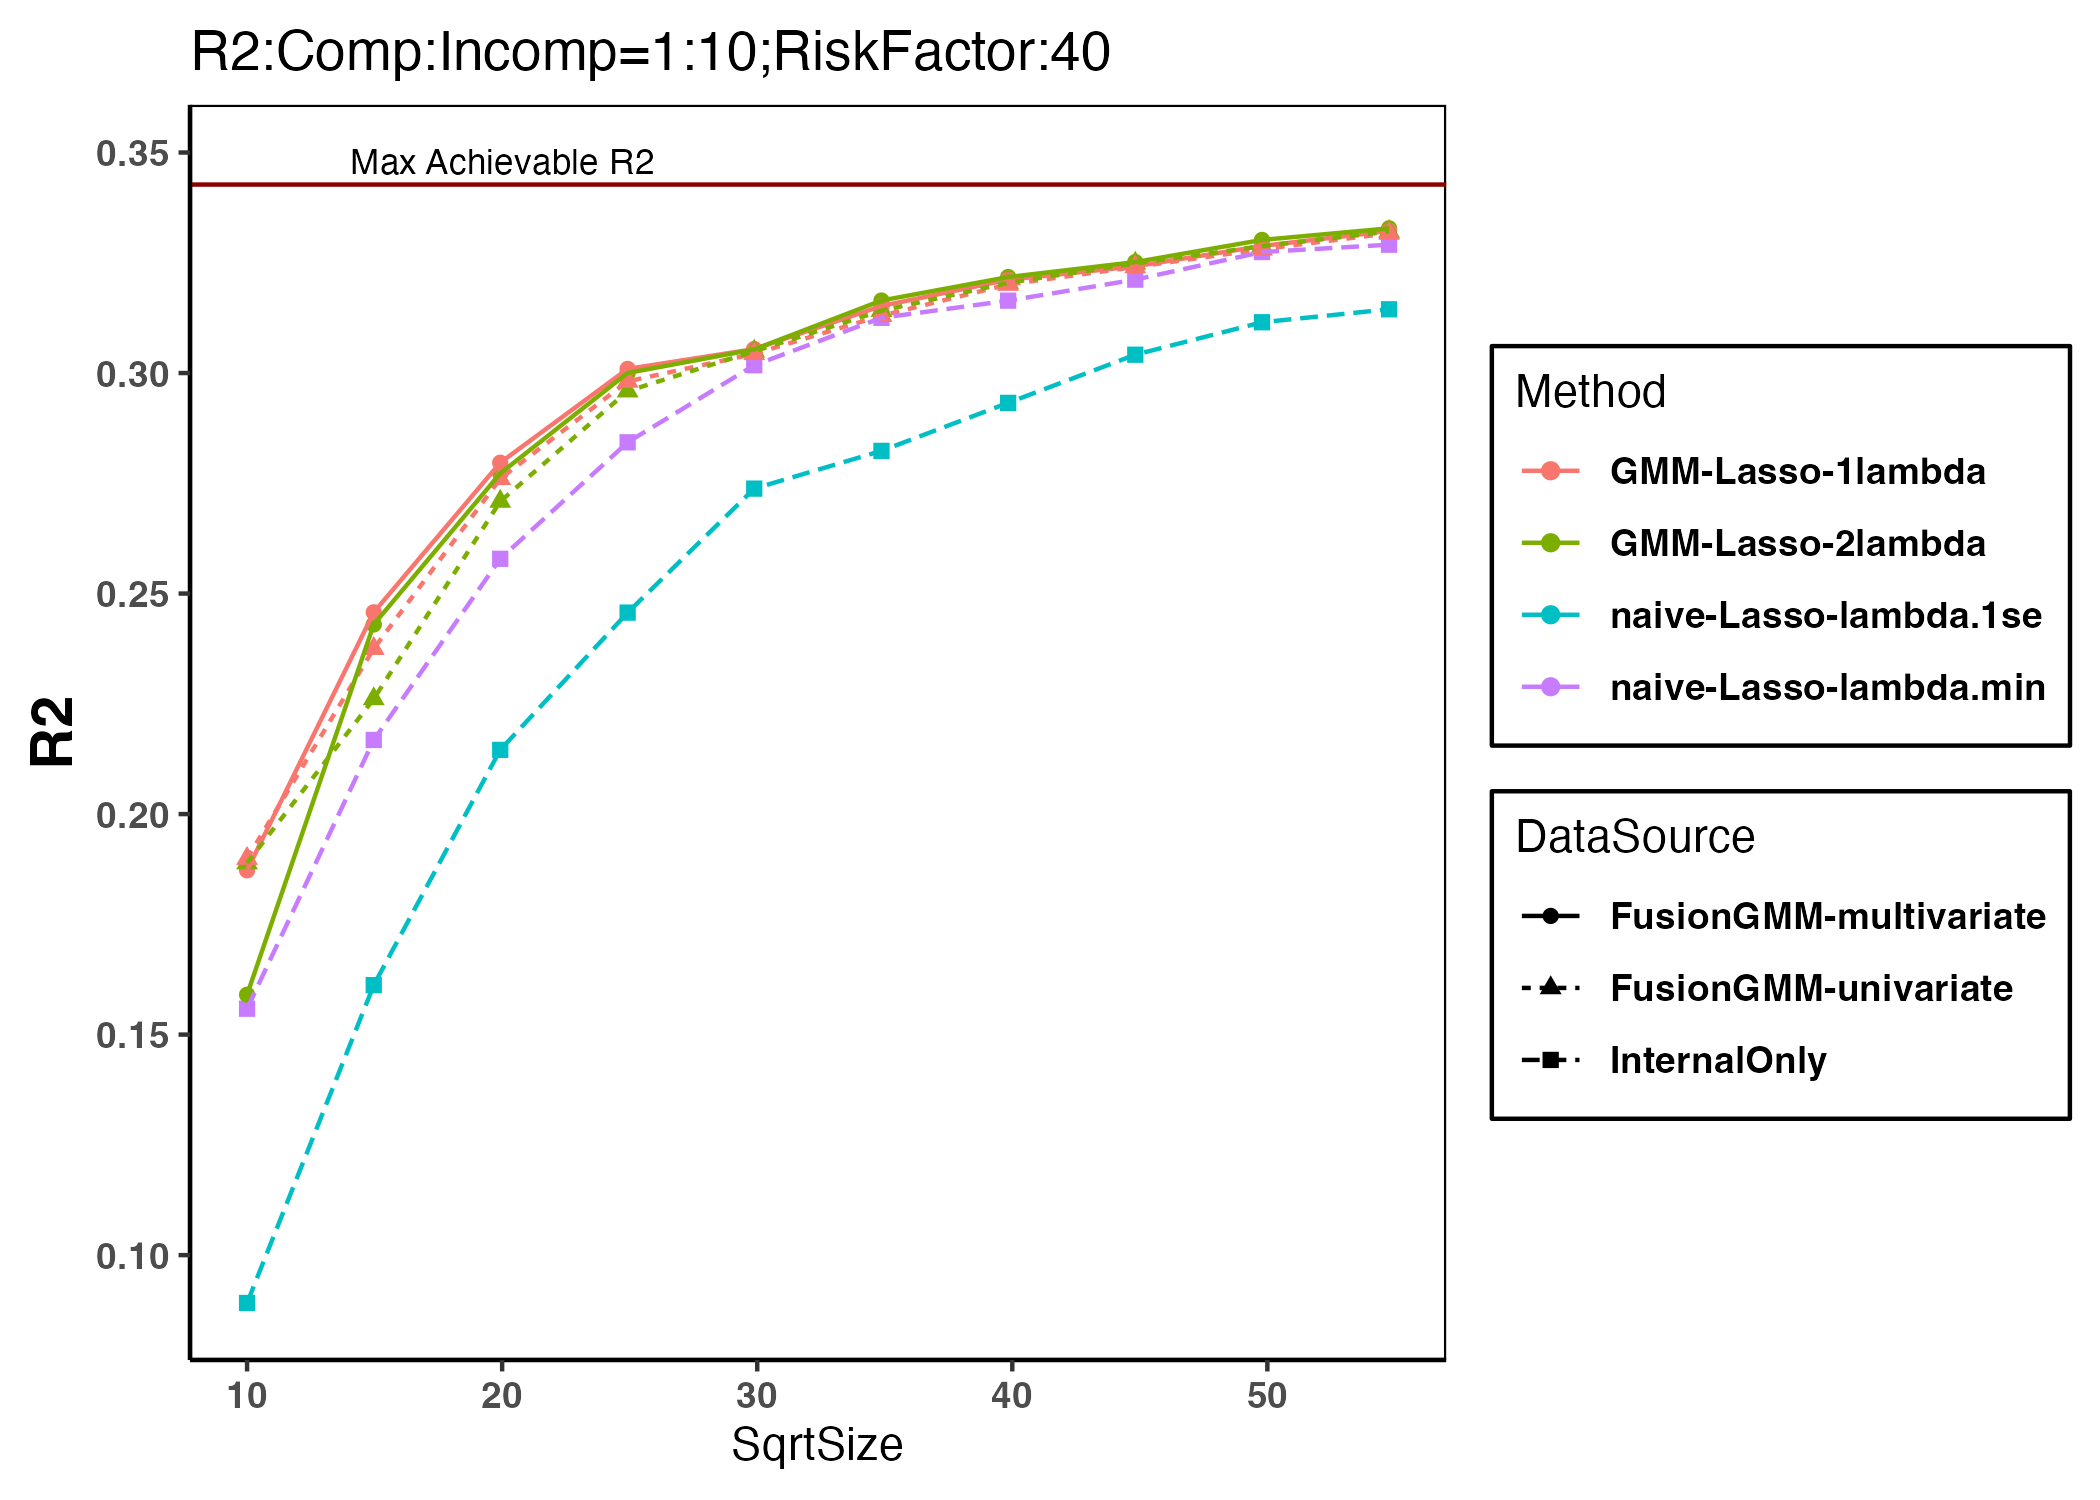 R2:Comp:Incomp=1:10;RiskFactor:40
Max Achievable R2
0.35
0.30
0.25
0.20
0.15
0.10
R2
10 20 30 40 50
SqrtSize
Method
GMM-Lasso-1lambda
GMM-Lasso-2lambda
naive-Lasso-lambda.1se
naive-Lasso-lambda.min
DataSource
FusionGMM-multivariate
FusionGMM-univariate
InternalOnly